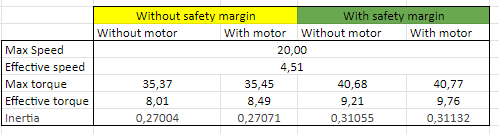 Without safety margin With safety margin
Without motor With motor Without motor With motor
Max Speed 20,00
Effective speed 4,51
Max torque 35,37 35,45 40,68 40,77
Effective torque 8,01 8,49 9,21 9,76
Inertia 0,27004 0,27071 0,31055 0,31132